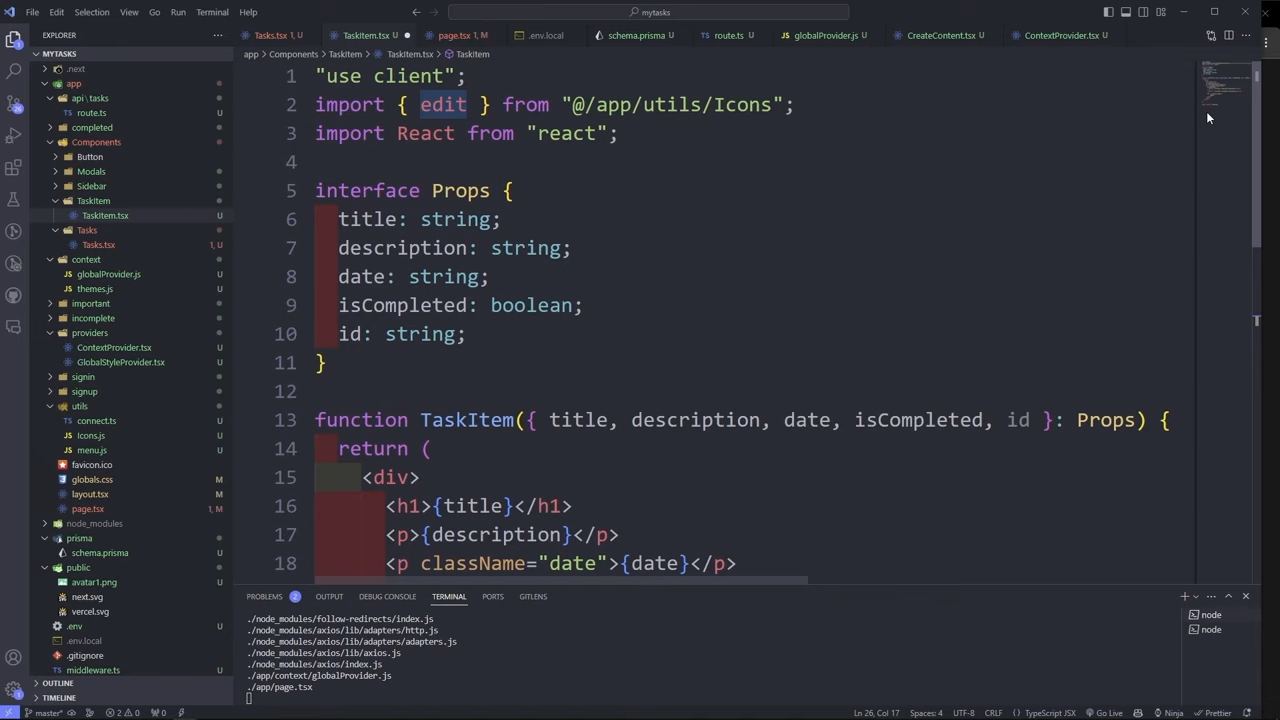 File Edit Selection View Go Run Terminal Help
mytasks
EXPLORER
Tasks.tsx 1, U
TaskItem.tsx U
page.tsx 1, M
.env.local
schema.prisma U
route.ts U
globalProvider.js U
CreateContent.tsx U
ContextProvider.tsx U
MYTASKS
app > Components > TaskItem > TaskItem.tsx > TaskItem
.next
app
api\tasks
route.ts U
completed
Components
Button
Modals
Sidebar
TaskItem
TaskItem.tsx U
Tasks
Tasks.tsx 1, U
context
globalProvider.js U
themes.js U
important
incomplete
providers
ContextProvider.tsx U
GlobalStyleProvider.tsx U
signin
signup
utils
connect.ts U
Icons.js U
menu.js U
favicon.ico
globals.css M
layout.tsx M
page.tsx 1, M
node_modules
prisma
schema.prisma U
public
avatar1.png U
next.svg
vercel.svg
.env U
.env.local
.gitignore
middleware.ts U
OUTLINE
TIMELINE
1 "use client";
2 import { edit } from "@/app/utils/Icons";
3 import React from "react";
4
5 interface Props {
6 title: string;
7 description: string;
8 date: string;
9 isCompleted: boolean;
10 id: string;
11 }
12
13 function TaskItem({ title, description, date, isCompleted, id }: Props) {
14 return (
15 <div>
16 <h1>{title}</h1>
17 <p>{description}</p>
18 <p className="date">{date}</p>
PROBLEMS 2 OUTPUT DEBUG CONSOLE TERMINAL PORTS GITLENS
./node_modules/follow-redirects/index.js
./node_modules/axios/lib/adapters/http.js
./node_modules/axios/lib/adapters/adapters.js
./node_modules/axios/lib/axios.js
./node_modules/axios/index.js
./app/context/globalProvider.js
./app/page.tsx
node
node
master* 2 0 0 Ln 26, Col 17 Spaces: 4 UTF-8 CRLF TypeScript JSX Go Live Ninja Prettier